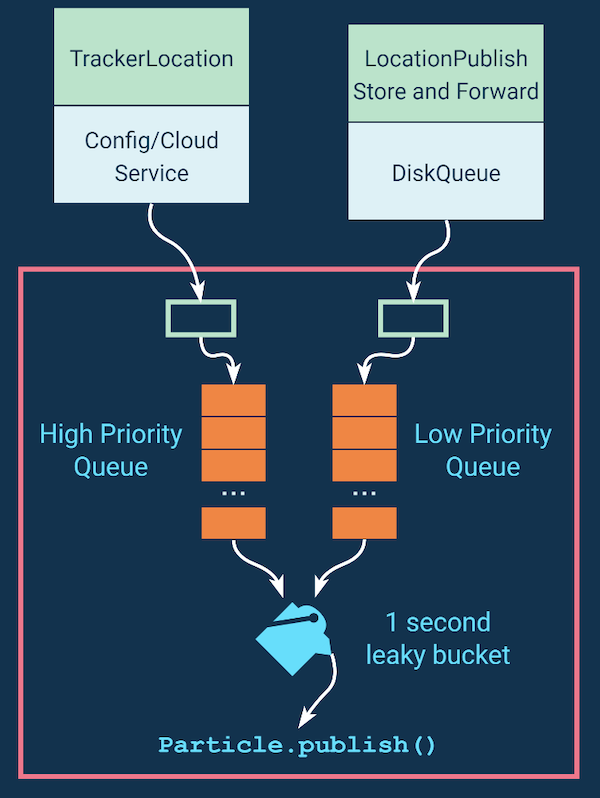 TrackerLocation
Config/Cloud
Service
LocationPublish
Store and Forward
DiskQueue
High Priority
Queue
...
Low Priority
Queue
...
1 second
leaky bucket
Particle.publish()